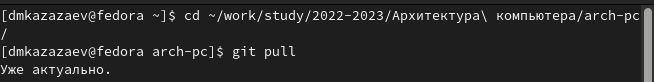 [dmkazazaev@fedora ~]$ cd ~/work/study/2022-2023/Архитектура\ компьютера/arch-pc
/
[dmkazazaev@fedora arch-pc]$ git pull
Уже актуально.